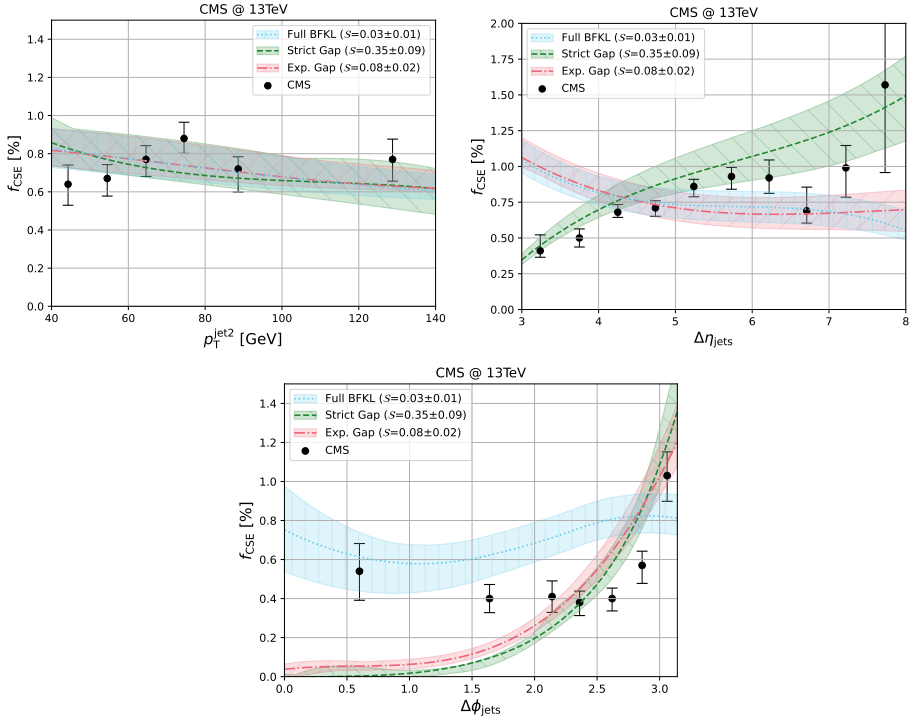 CMS @ 13TeV
Full BFKL (𝒮=0.03±0.01)
Strict Gap (𝒮=0.35±0.09)
Exp. Gap (𝒮=0.08±0.02)
CMS
f_CSE [%]
1.4
1.2
1.0
0.8
0.6
0.4
0.2
0.0
40 60 80 100 120 140
p_T^jet2 [GeV]
CMS @ 13TeV
Full BFKL (𝒮=0.03±0.01)
Strict Gap (𝒮=0.35±0.09)
Exp. Gap (𝒮=0.08±0.02)
CMS
f_CSE [%]
2.00
1.75
1.50
1.25
1.00
0.75
0.50
0.25
0.00
3 4 5 6 7 8
Δη_jets
CMS @ 13TeV
Full BFKL (𝒮=0.03±0.01)
Strict Gap (𝒮=0.35±0.09)
Exp. Gap (𝒮=0.08±0.02)
CMS
f_CSE [%]
1.4
1.2
1.0
0.8
0.6
0.4
0.2
0.0
0.0 0.5 1.0 1.5 2.0 2.5 3.0
Δϕ_jets